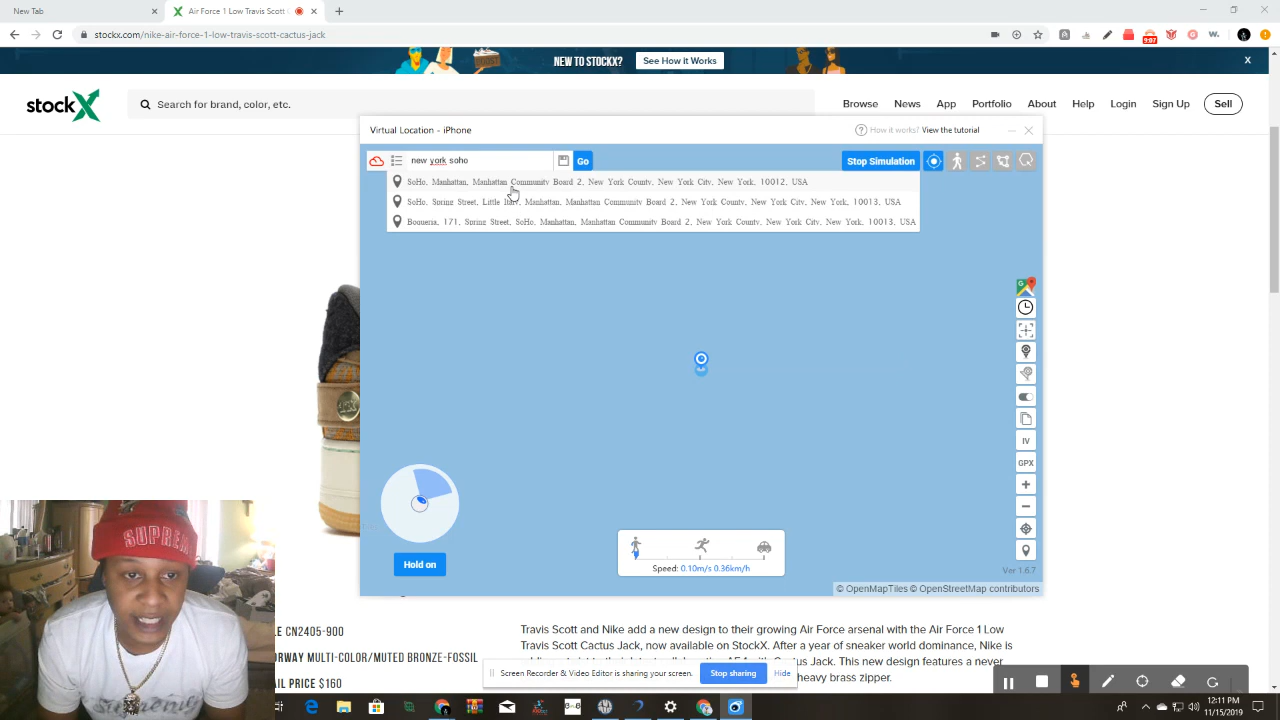 New Tab
Air Force 1 Low Travis Scott
stockx.com/nike-air-force-1-low-travis-scott-cactus-jack
9:07
BOOST
NEW TO STOCKX?
See How it Works
X
stockX
Search for brand, color, etc.
Browse
News
App
Portfolio
About
Help
Login
Sign Up
Sell
Virtual Location - iPhone
How it works? View the tutorial
new york soho
Go
Stop Simulation
SoHo, Manhattan, Manhattan Community Board 2, New York County, New York City, New York, 10012, USA
SoHo, Spring Street, Little Italy, Manhattan, Manhattan Community Board 2, New York County, New York City, New York, 10013, USA
Boqueria, 171, Spring Street, SoHo, Manhattan, Manhattan Community Board 2, New York County, New York City, New York, 10013, USA
IV
GPX
Hold on
Speed: 0.10m/s 0.36km/h
Ver 1.6.7
© OpenMapTiles © OpenStreetMap contributors
SUPREME
LE CN2405-900
ORWAY MULTI-COLOR/MUTED BRONZE-FOSSIL
AIL PRICE $160
Travis Scott and Nike add a new design to their growing Air Force arsenal with the Air Force 1 Low
Travis Scott Cactus Jack, now available on StockX. After a year of sneaker world dominance, Nike is
heavy brass zipper.
Screen Recorder & Video Editor is sharing your screen.
Stop sharing
Hide
12:11 PM
11/15/2019